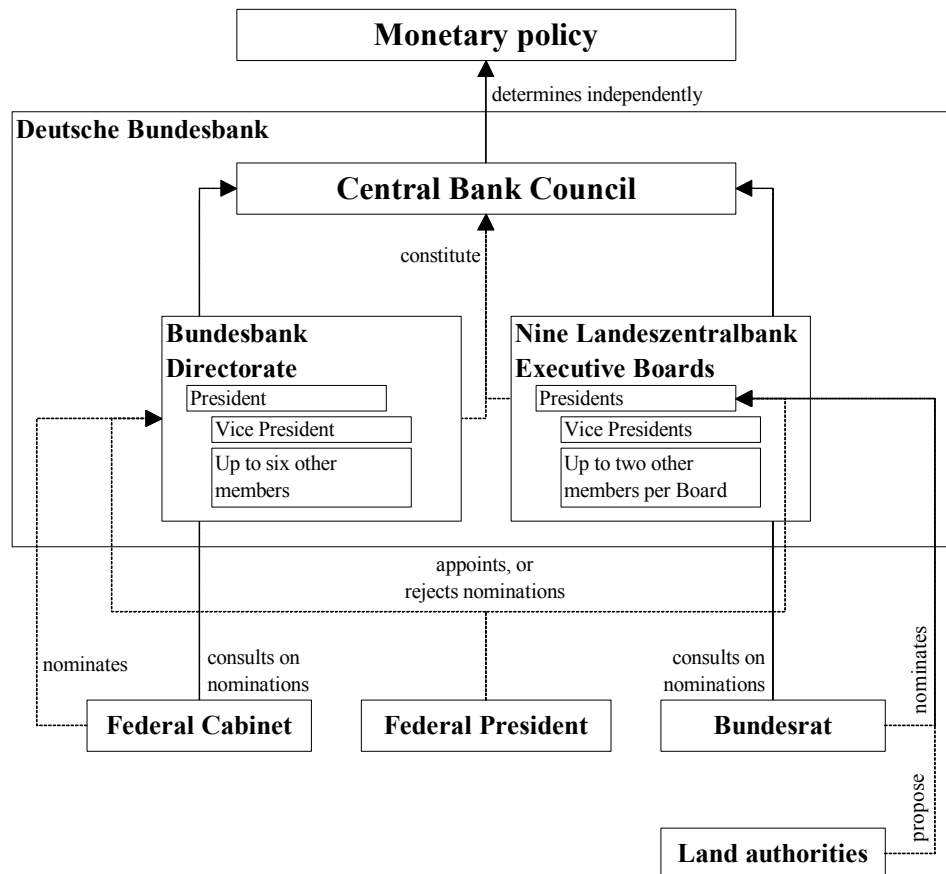 Monetary policy
determines independently
Deutsche Bundesbank
Central Bank Council
constitute
Bundesbank
Directorate
President
Vice President
Up to six other
members
Nine Landeszentralbank
Executive Boards
Presidents
Vice Presidents
Up to two other
members per Board
appoints, or
rejects nominations
nominates
consults on
nominations
consults on
nominations
nominates
Federal Cabinet
Federal President
Bundesrat
propose
Land authorities